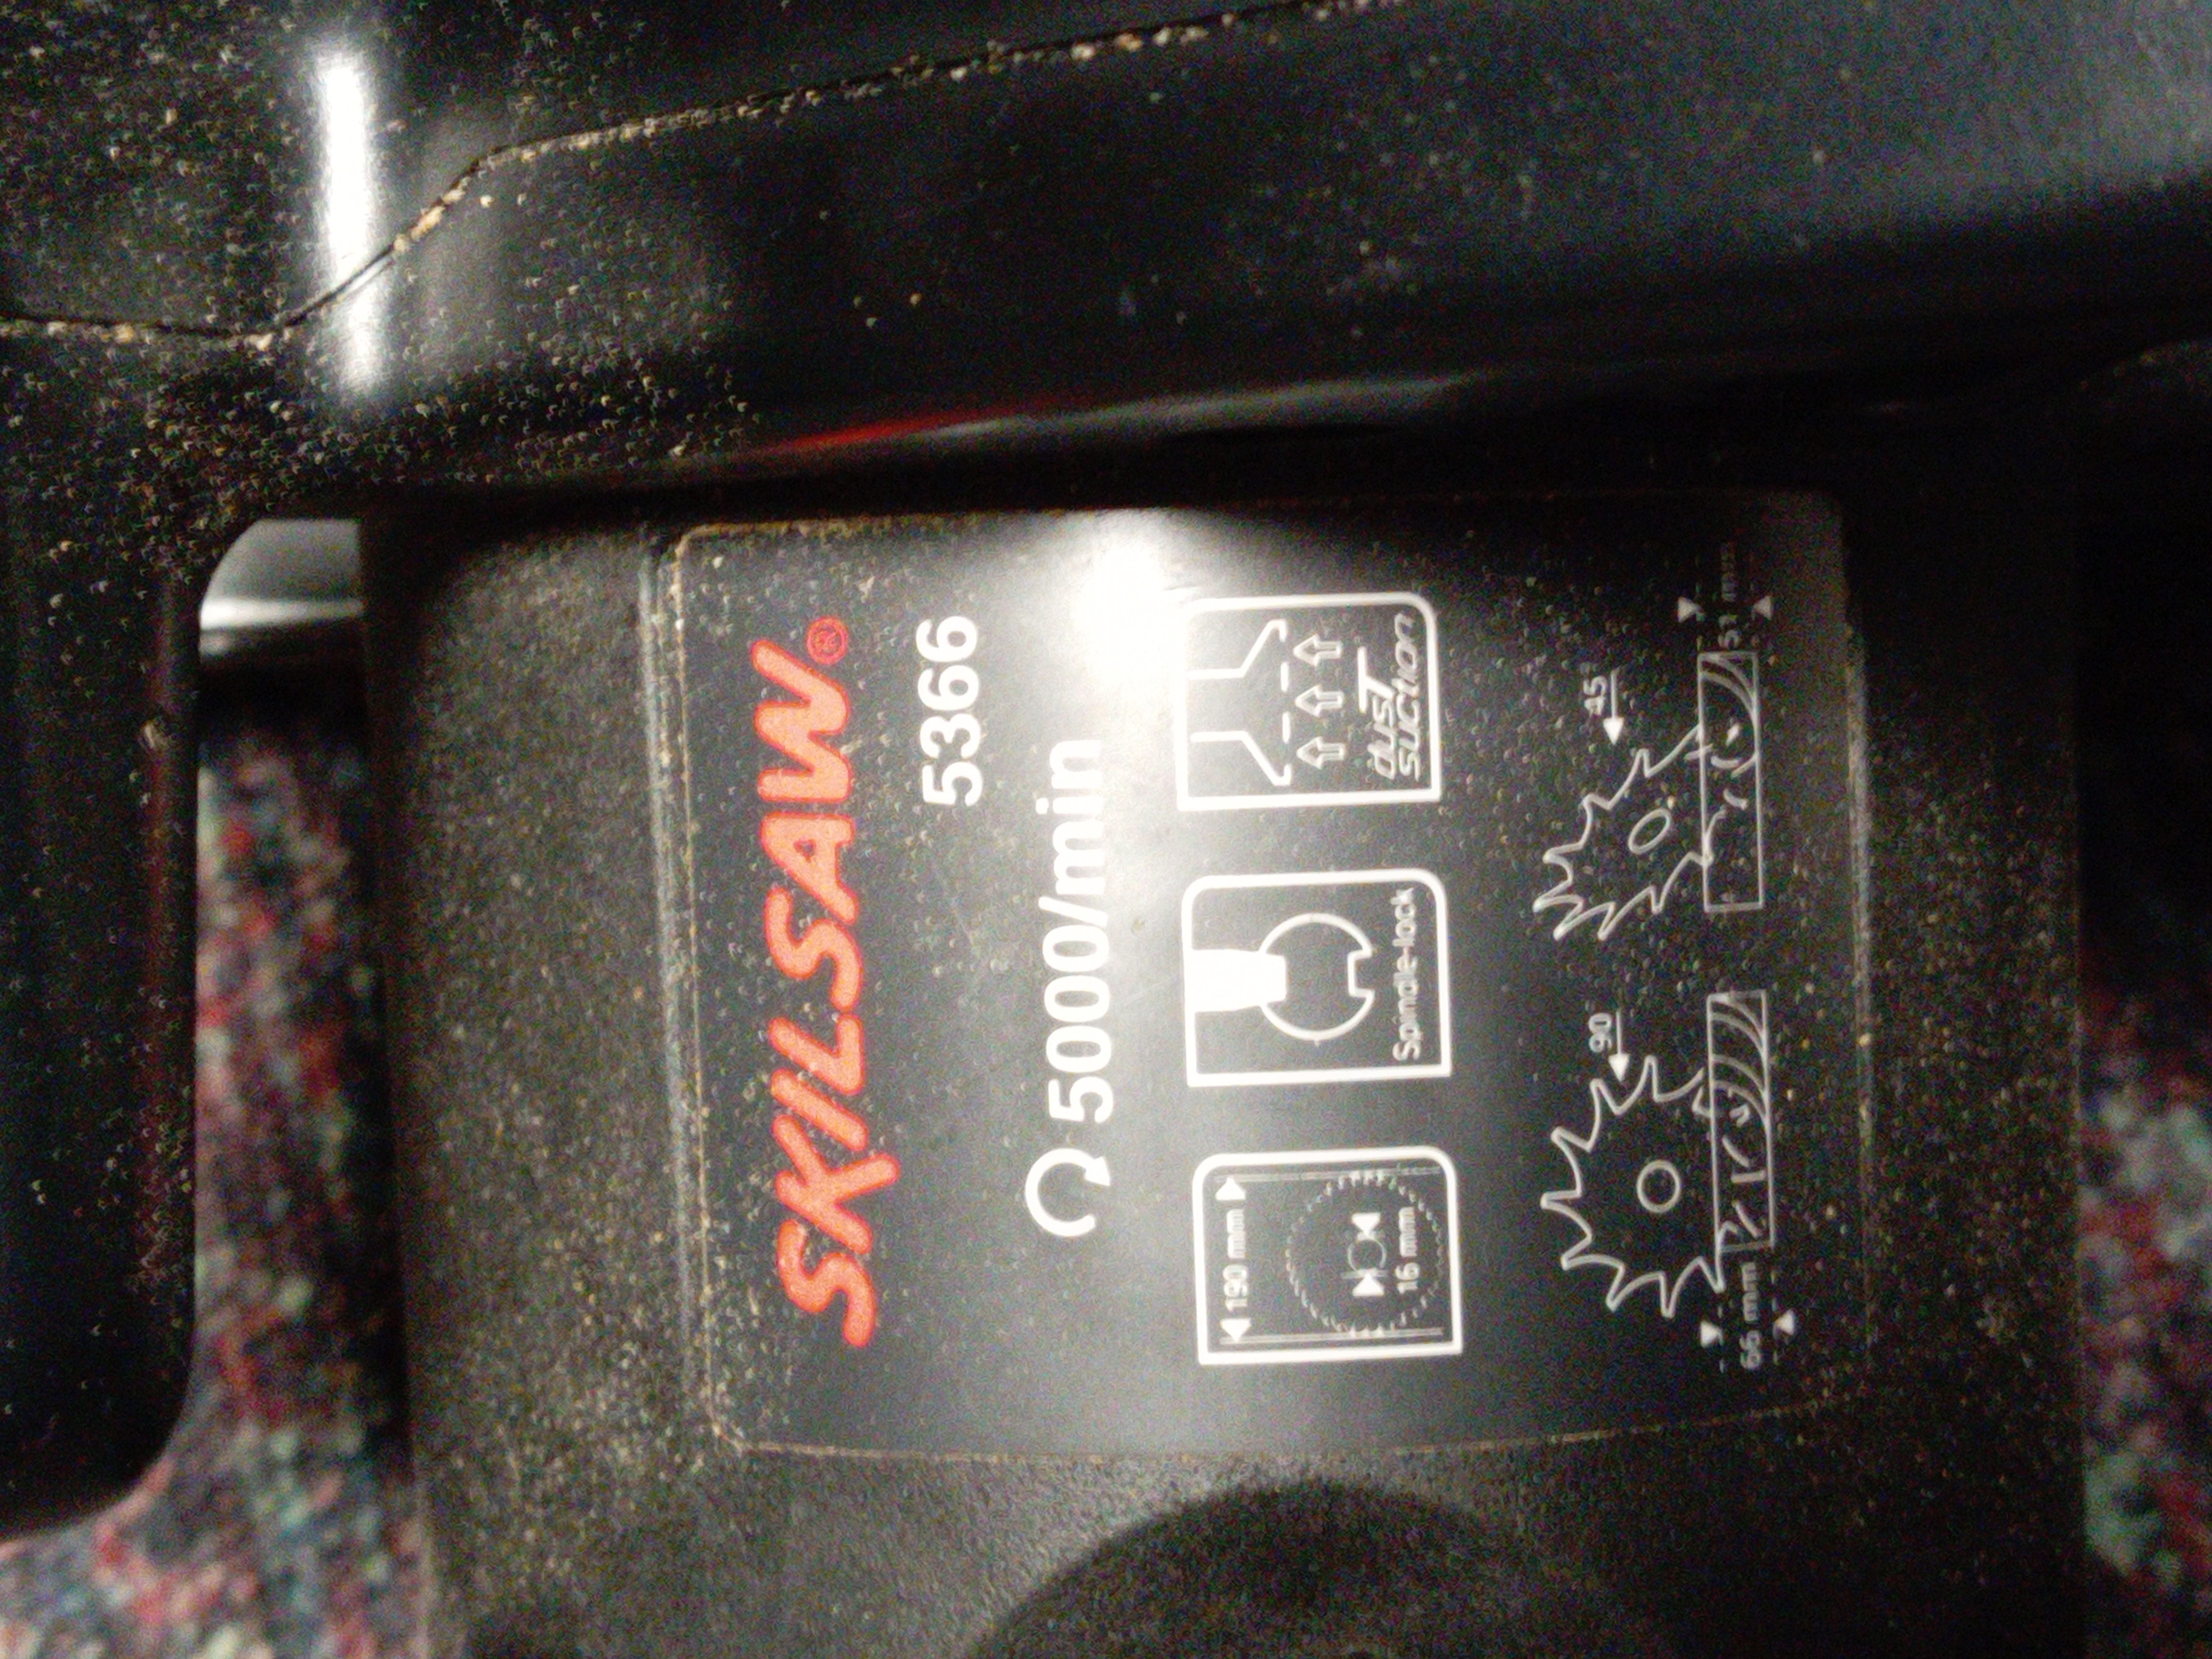 SKILSAW®
5366
5000/min
190 mm
16 mm
Spindle-lock
dust
suction
90°
66 mm
45°
51 mm